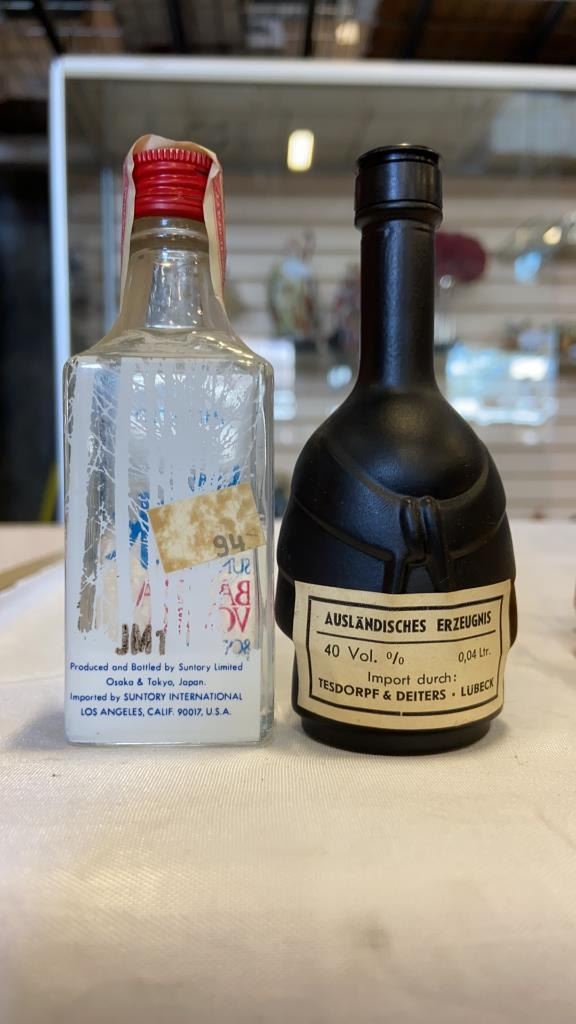 94
JM1
Produced and Bottled by Suntory Limited
Osaka & Tokyo, Japan.
Imported by SUNTORY INTERNATIONAL
LOS ANGELES, CALIF. 90017, U.S.A.
AUSLÄNDISCHES ERZEUGNIS
40 Vol. % 0,04 Ltr.
Import durch:
TESDORPF & DEITERS · LÜBECK